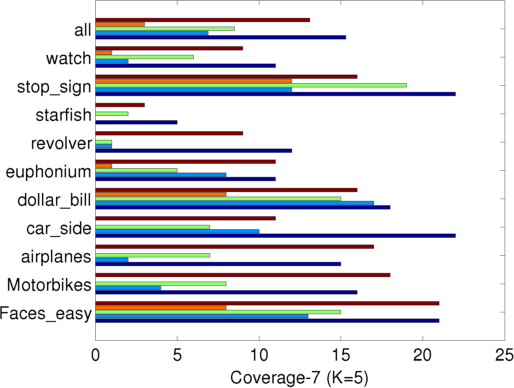 all
watch
stop_sign
starfish
revolver
euphonium
dollar_bill
car_side
airplanes
Motorbikes
Faces_easy
0 5 10 15 20 25
Coverage-7 (K=5)